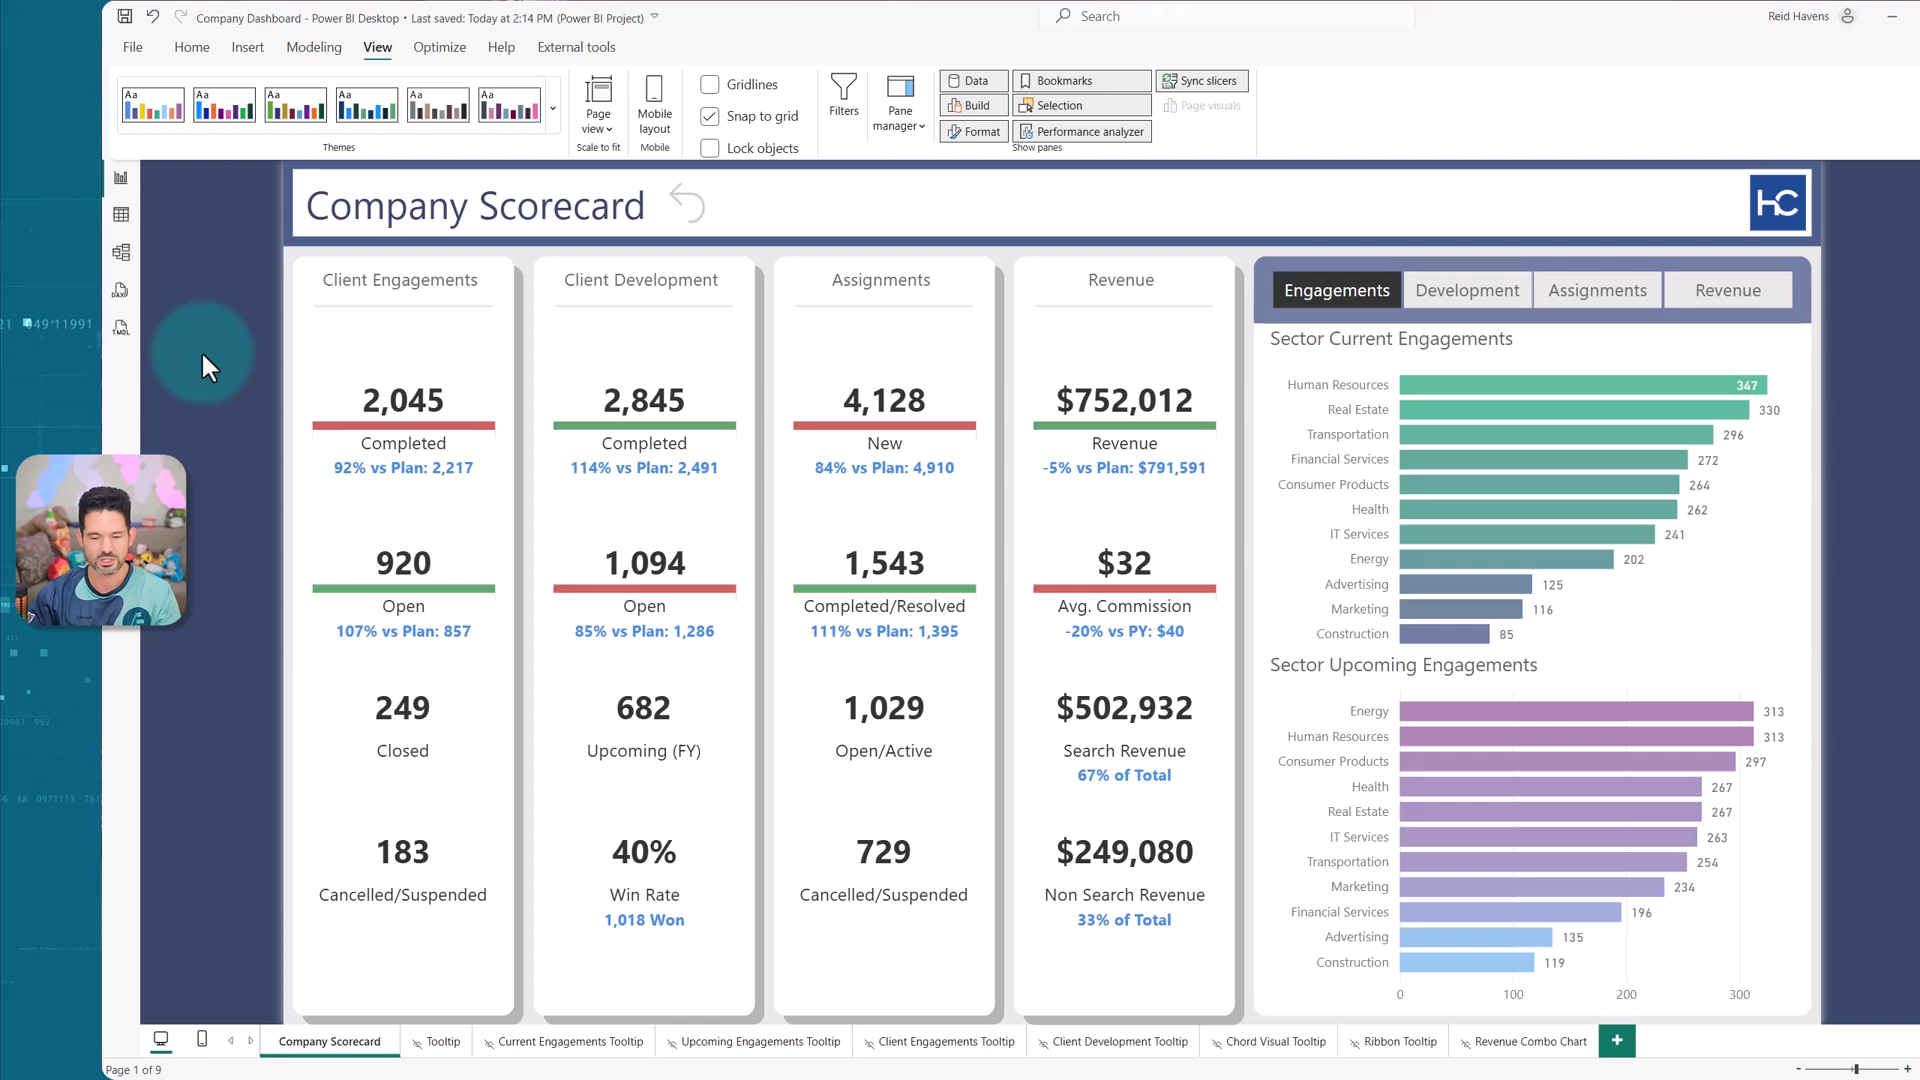 Company Dashboard - Power BI Desktop • Last saved: Today at 2:14 PM (Power BI Project)
Search
Reid Havens
File Home Insert Modeling View Optimize Help External tools
Aa Aa Aa Aa Aa Aa
Themes
Page view
Scale to fit
Mobile layout
Mobile
Gridlines
Snap to grid
Lock objects
Filters
Pane manager
Data Bookmarks Sync slicers
Build Selection Page visuals
Format Performance analyzer
Show panes
DAX
TMDL
Company Scorecard
HC
Client Engagements
2,045
Completed
92% vs Plan: 2,217
920
Open
107% vs Plan: 857
249
Closed
183
Cancelled/Suspended
Client Development
2,845
Completed
114% vs Plan: 2,491
1,094
Open
85% vs Plan: 1,286
682
Upcoming (FY)
40%
Win Rate
1,018 Won
Assignments
4,128
New
84% vs Plan: 4,910
1,543
Completed/Resolved
111% vs Plan: 1,395
1,029
Open/Active
729
Cancelled/Suspended
Revenue
$752,012
Revenue
-5% vs Plan: $791,591
$32
Avg. Commission
-20% vs PY: $40
$502,932
Search Revenue
67% of Total
$249,080
Non Search Revenue
33% of Total
Engagements Development Assignments Revenue
Sector Current Engagements
Human Resources 347
Real Estate 330
Transportation 296
Financial Services 272
Consumer Products 264
Health 262
IT Services 241
Energy 202
Advertising 125
Marketing 116
Construction 85
Sector Upcoming Engagements
Energy 313
Human Resources 313
Consumer Products 297
Health 267
Real Estate 267
IT Services 263
Transportation 254
Marketing 234
Financial Services 196
Advertising 135
Construction 119
0 100 200 300
Company Scorecard Tooltip Current Engagements Tooltip Upcoming Engagements Tooltip Client Engagements Tooltip Client Development Tooltip Chord Visual Tooltip Ribbon Tooltip Revenue Combo Chart
Page 1 of 9